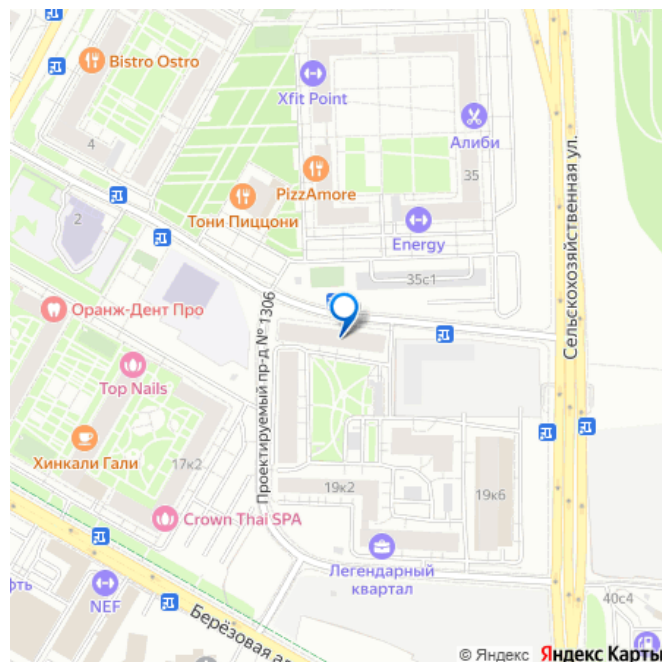 Bistro Ostro
Xfit Point
4
Алиби
PizzAmore
35
Тони Пиццони
2
Energy
Сельскохозяйственная ул.
35с1
Оранж-Дент Про
Проектируемый пр-д № 1306
Top Nails
Хинкали Гали
17к2
19к2
19к6
Crown Thai SPA
Легендарный
квартал
фть
NEF
Берёзовая ал
40с4
© Яндекс Яндекс Карты